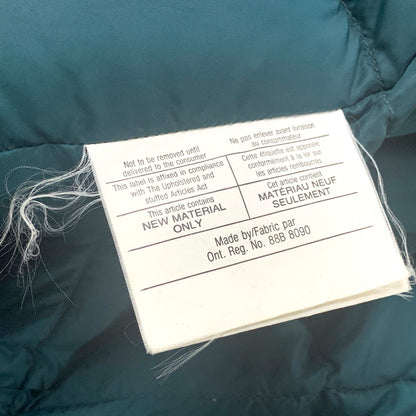 Not to be removed until
delivered to the consumer
This label is affixed in compliance
with The Upholstered and
stuffed Articles Act
This article contains
NEW MATERIAL
ONLY
Ne pas enlever avant livraison
au consommateur
Cette étiquette est apposée
conformément à la loi sur
les articles rembourrés
Cet article contient
MATÉRIAU NEUF
SEULEMENT
Made by/Fabric par
Ont. Reg. No. 88B 8090